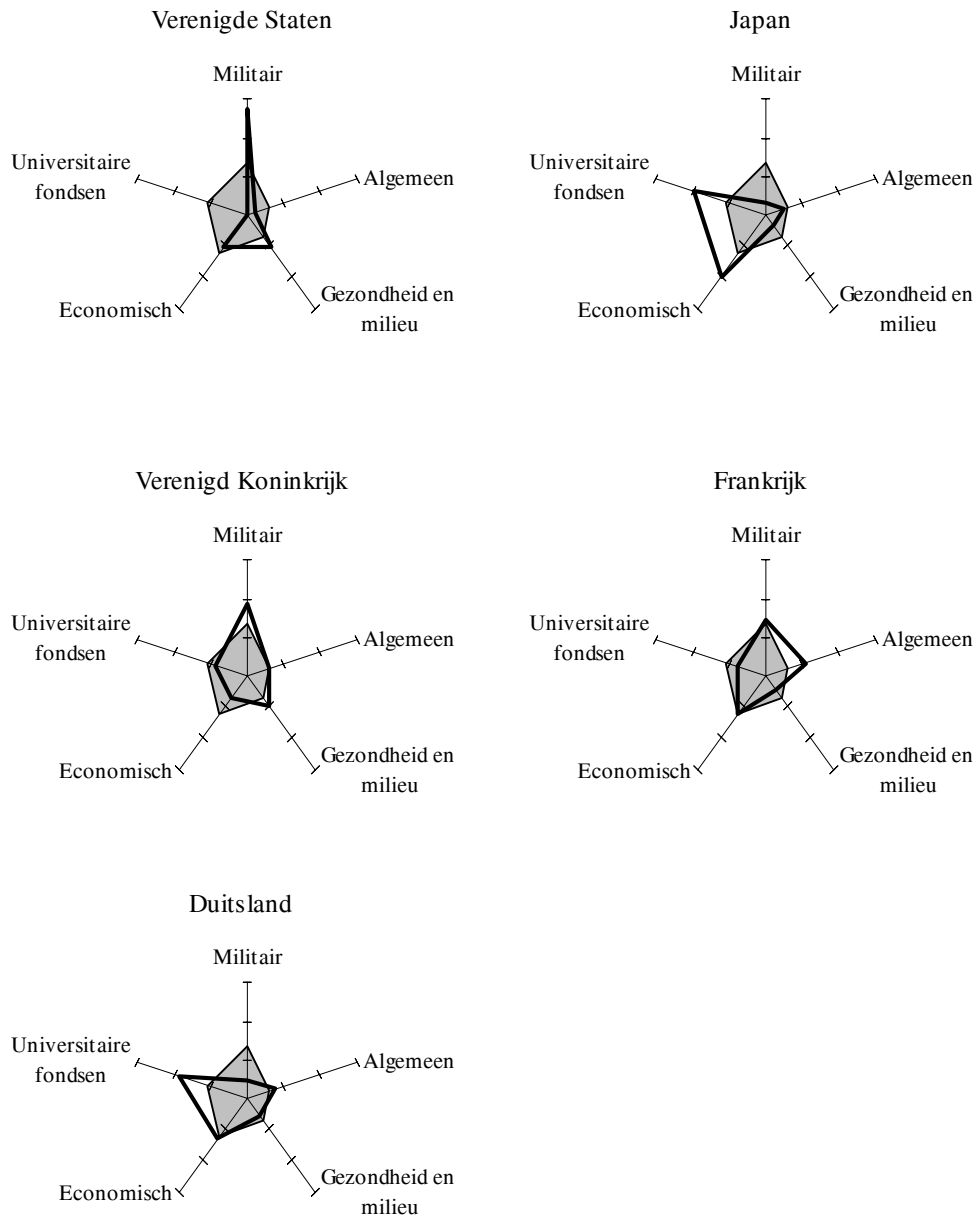 Verenigde Staten
Militair
Universitaire
fondsen
Algemeen
Economisch
Gezondheid en
milieu
Japan
Militair
Universitaire
fondsen
Algemeen
Economisch
Gezondheid en
milieu
Verenigd Koninkrijk
Militair
Universitaire
fondsen
Algemeen
Economisch
Gezondheid en
milieu
Frankrijk
Militair
Universitaire
fondsen
Algemeen
Economisch
Gezondheid en
milieu
Duitsland
Militair
Universitaire
fondsen
Algemeen
Economisch
Gezondheid en
milieu